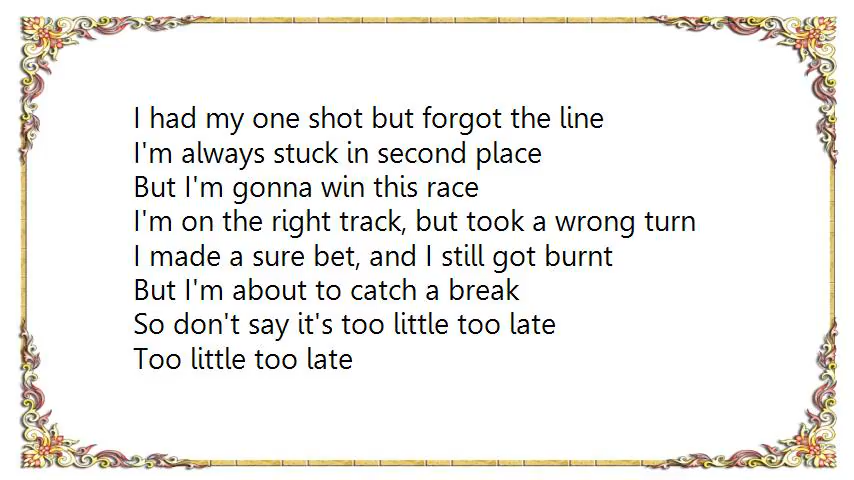 I had my one shot but forgot the line
I'm always stuck in second place
But I'm gonna win this race
I'm on the right track, but took a wrong turn
I made a sure bet, and I still got burnt
But I'm about to catch a break
So don't say it's too little too late
Too little too late